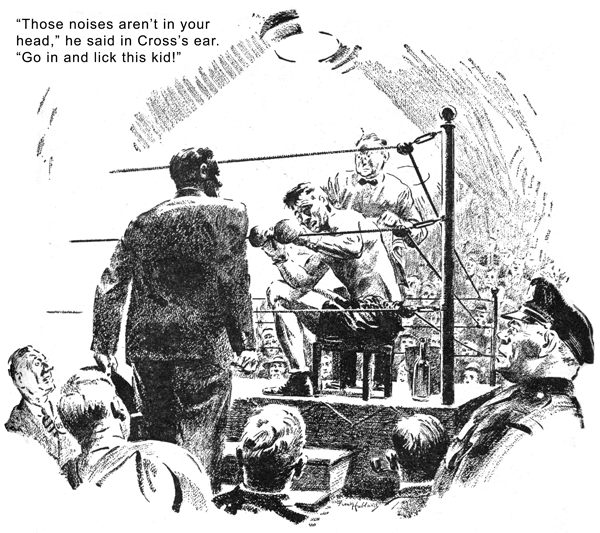 “Those noises aren’t in your
head,” he said in Cross’s ear.
“Go in and lick this kid!”